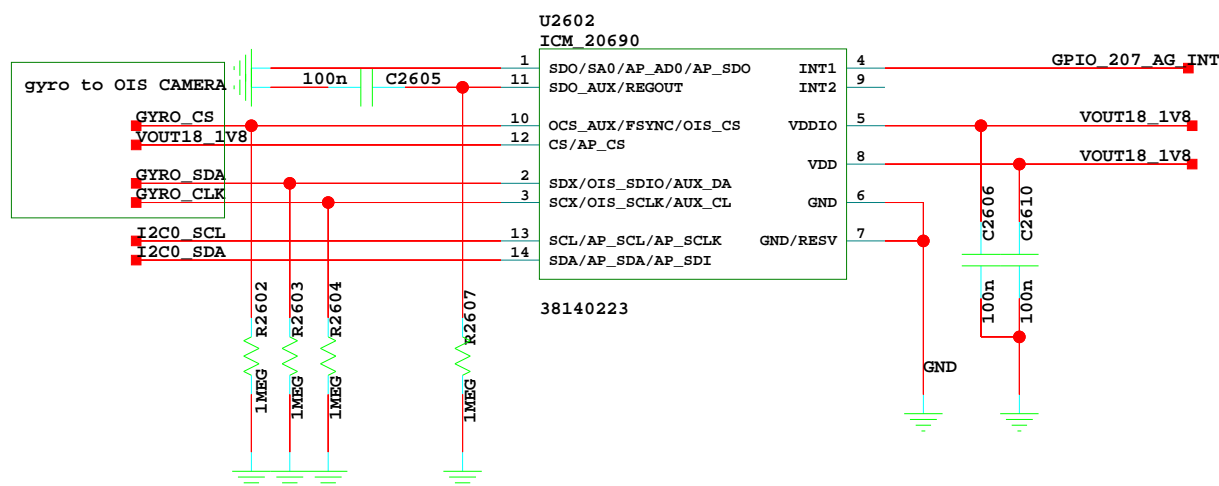 U2602
ICM_20690
1 SDO/SA0/AP_AD0/AP_SDO INT1 4 GPIO_207_AG_INT
gyro to OIS CAMERA 100n C2605 11 SDO_AUX/REGOUT INT2 9
GYRO_CS 10 OCS_AUX/FSYNC/OIS_CS VDDIO 5 VOUT18_1V8
VOUT18_1V8 12 CS/AP_CS
VDD 8 VOUT18_1V8
GYRO_SDA 2 SDX/OIS_SDIO/AUX_DA
GYRO_CLK 3 SCX/OIS_SCLK/AUX_CL GND 6
C2606
C2610
I2C0_SCL 13 SCL/AP_SCL/AP_SCLK GND/RESV 7
I2C0_SDA 14 SDA/AP_SDA/AP_SDI
38140223
R2602
R2603
R2604
R2607
100n
100n
GND
1MEG
1MEG
1MEG
1MEG